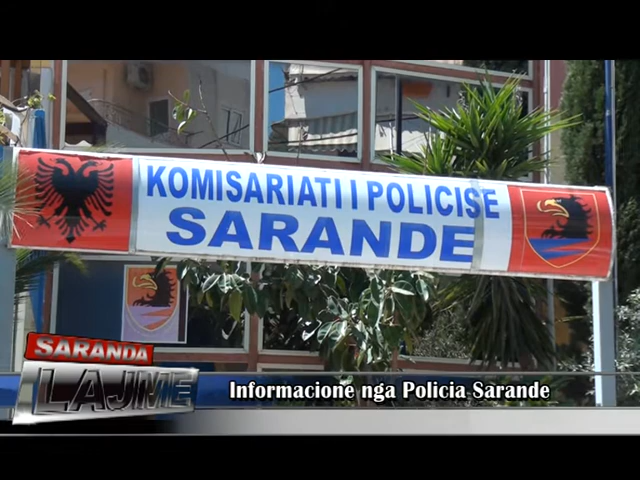 KOMISARIATI I POLICISE
SARANDE
SARANDA
LAJME
Informacione nga Policia Sarande